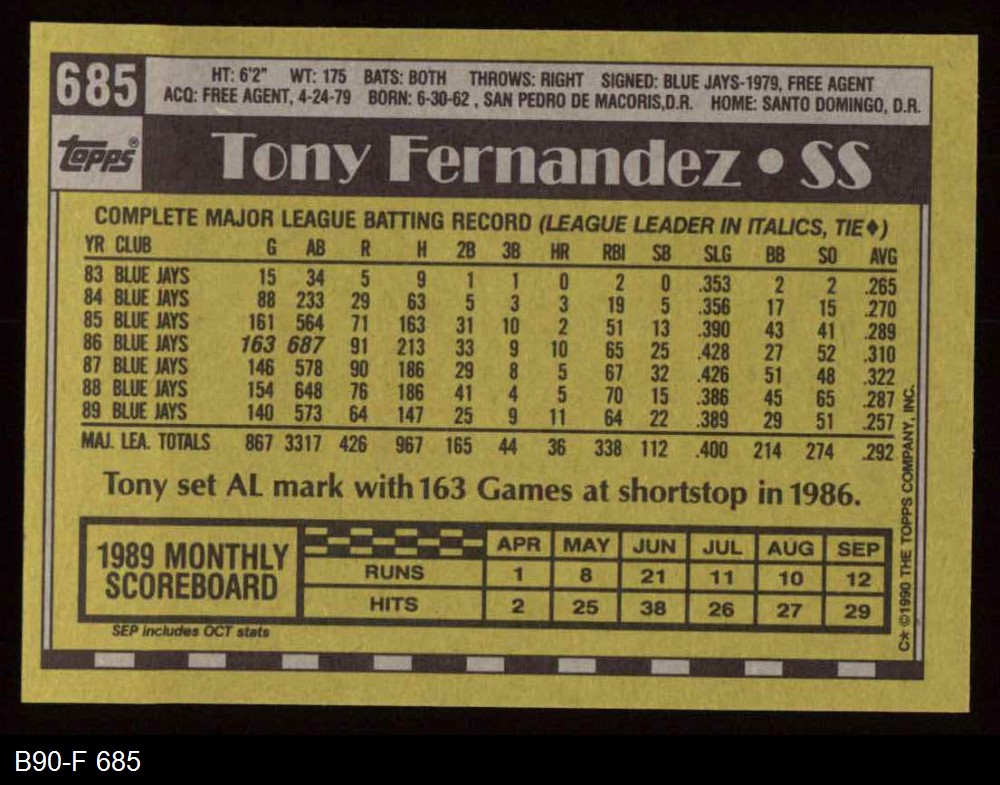 685
HT: 6'2" WT: 175 BATS: BOTH THROWS: RIGHT SIGNED: BLUE JAYS-1979, FREE AGENT
ACQ: FREE AGENT, 4-24-79 BORN: 6-30-62 , SAN PEDRO DE MACORIS,D.R. HOME: SANTO DOMINGO, D.R.
topps®
Tony Fernandez • SS
COMPLETE MAJOR LEAGUE BATTING RECORD (LEAGUE LEADER IN ITALICS, TIE♦)
YR CLUB G AB R H 2B 3B HR RBI SB SLG BB SO AVG
83 BLUE JAYS 15 34 5 9 1 1 0 2 0 .353 2 2 .265
84 BLUE JAYS 88 233 29 63 5 3 3 19 5 .356 17 15 .270
85 BLUE JAYS 161 564 71 163 31 10 2 51 13 .390 43 41 .289
86 BLUE JAYS 163 687 91 213 33 9 10 65 25 .428 27 52 .310
87 BLUE JAYS 146 578 90 186 29 8 5 67 32 .426 51 48 .322
88 BLUE JAYS 154 648 76 186 41 4 5 70 15 .386 45 65 .287
89 BLUE JAYS 140 573 64 147 25 9 11 64 22 .389 29 51 .257
MAJ. LEA. TOTALS 867 3317 426 967 165 44 36 338 112 .400 214 274 .292
Tony set AL mark with 163 Games at shortstop in 1986.
1989 MONTHLY
SCOREBOARD
APR MAY JUN JUL AUG SEP
RUNS 1 8 21 11 10 12
HITS 2 25 38 26 27 29
SEP includes OCT stats
C* ©1990 THE TOPPS COMPANY, INC.
B90-F 685